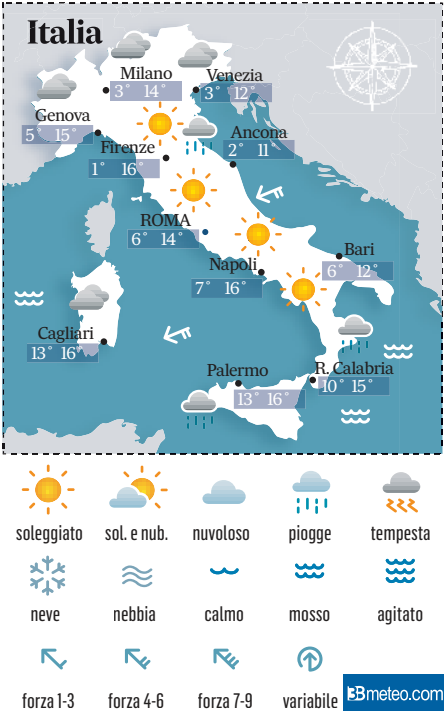 Italia
Milano
3° 14°
Venezia
3° 12°
Genova
5° 15°
Firenze
1° 16°
Ancona
2° 11°
ROMA
6° 14°
Bari
6° 12°
Napoli
7° 16°
Cagliari
13° 16°
Palermo
13° 16°
R. Calabria
10° 15°
soleggiato sol. e nub. nuvoloso piogge tempesta
neve nebbia calmo mosso agitato
forza 1-3 forza 4-6 forza 7-9 variabile
3Bmeteo.com